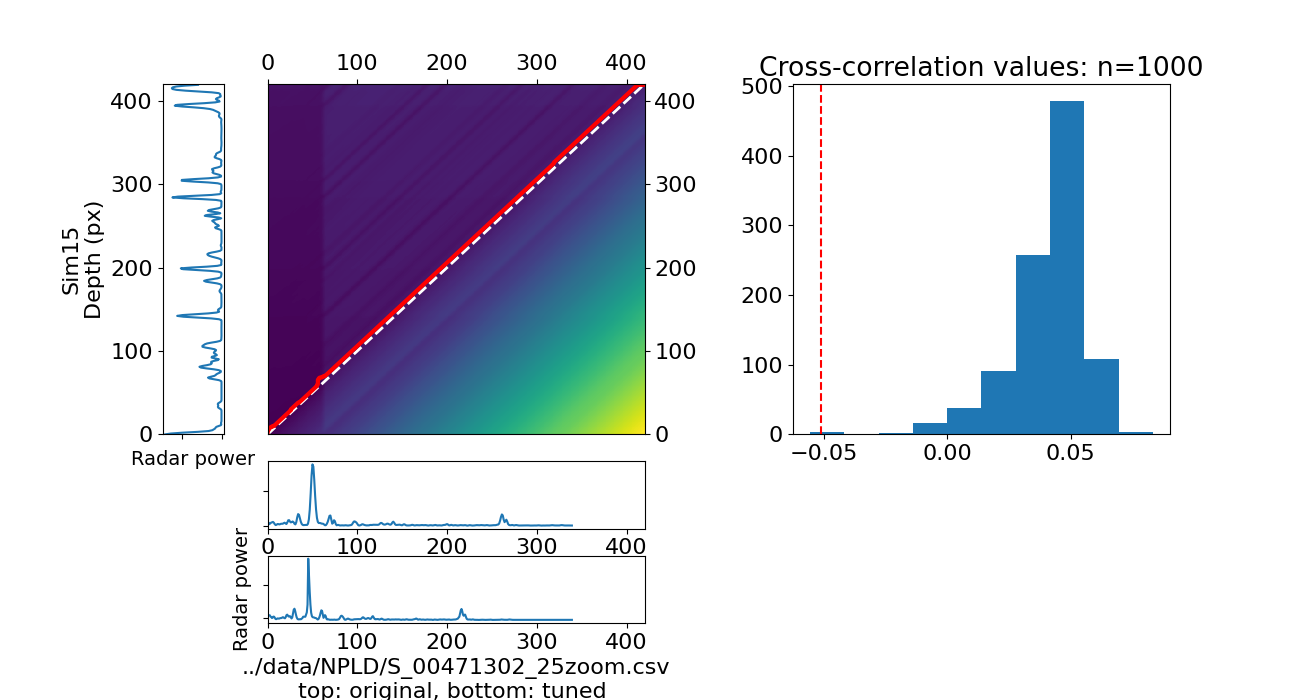 0 100 200 300 400
Cross-correlation values: n=1000
400
300
200
100
0
Sim15
Depth (px)
Radar power
400
300
200
100
0
500
400
300
200
100
0
−0.05 0.00 0.05
0 100 200 300 400
Radar power
0 100 200 300 400
../data/NPLD/S_00471302_25zoom.csv
top: original, bottom: tuned